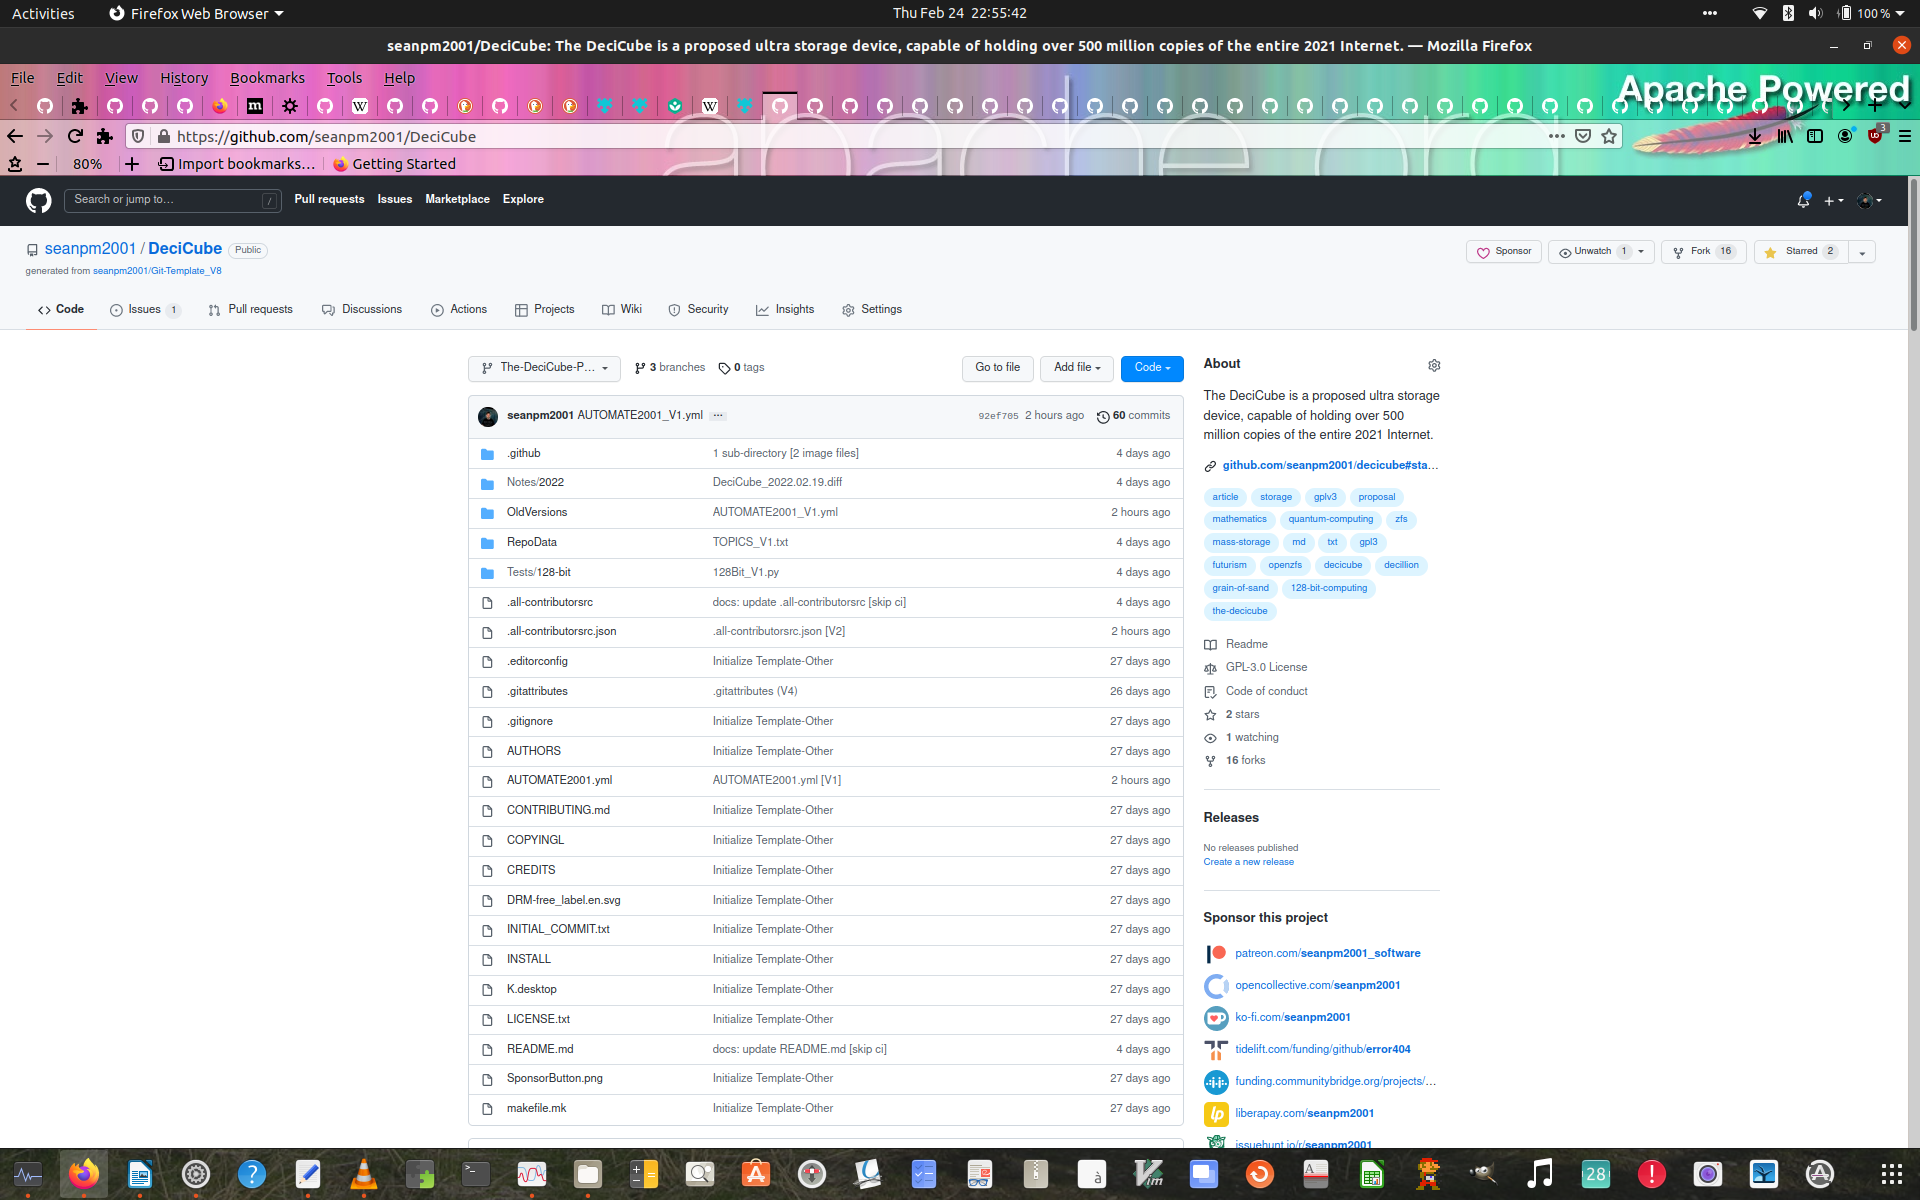 Activities
Firefox Web Browser
Thu Feb 24 22:55:42
100 %
seanpm2001/DeciCube: The DeciCube is a proposed ultra storage device, capable of holding over 500 million copies of the entire 2021 Internet. — Mozilla Firefox
File Edit View History Bookmarks Tools Help
Apache Powered
https://github.com/seanpm2001/DeciCube
3
80%
Import bookmarks...
Getting Started
Search or jump to...
/
Pull requests Issues Marketplace Explore
seanpm2001 / DeciCube Public
generated from seanpm2001/Git-Template_V8
Sponsor
Unwatch 1
Fork 16
Starred 2
Code
Issues 1
Pull requests
Discussions
Actions
Projects
Wiki
Security
Insights
Settings
The-DeciCube-P...
3 branches
0 tags
Go to file
Add file
Code
seanpm2001 AUTOMATE2001_V1.yml ...
92ef705 2 hours ago 60 commits
.github 1 sub-directory [2 image files] 4 days ago
Notes/2022 DeciCube_2022.02.19.diff 4 days ago
OldVersions AUTOMATE2001_V1.yml 2 hours ago
RepoData TOPICS_V1.txt 4 days ago
Tests/128-bit 128Bit_V1.py 4 days ago
.all-contributorsrc docs: update .all-contributorsrc [skip ci] 4 days ago
.all-contributorsrc.json .all-contributorsrc.json [V2] 2 hours ago
.editorconfig Initialize Template-Other 27 days ago
.gitattributes .gitattributes (V4) 26 days ago
.gitignore Initialize Template-Other 27 days ago
AUTHORS Initialize Template-Other 27 days ago
AUTOMATE2001.yml AUTOMATE2001.yml [V1] 2 hours ago
CONTRIBUTING.md Initialize Template-Other 27 days ago
COPYINGL Initialize Template-Other 27 days ago
CREDITS Initialize Template-Other 27 days ago
DRM-free_label.en.svg Initialize Template-Other 27 days ago
INITIAL_COMMIT.txt Initialize Template-Other 27 days ago
INSTALL Initialize Template-Other 27 days ago
K.desktop Initialize Template-Other 27 days ago
LICENSE.txt Initialize Template-Other 27 days ago
README.md docs: update README.md [skip ci] 4 days ago
SponsorButton.png Initialize Template-Other 27 days ago
makefile.mk Initialize Template-Other 27 days ago
About
The DeciCube is a proposed ultra storage
device, capable of holding over 500
million copies of the entire 2021 Internet.
github.com/seanpm2001/decicube#sta...
article storage gplv3 proposal
mathematics quantum-computing zfs
mass-storage md txt gpl3
futurism openzfs decicube decillion
grain-of-sand 128-bit-computing
the-decicube
Readme
GPL-3.0 License
Code of conduct
2 stars
1 watching
16 forks
Releases
No releases published
Create a new release
Sponsor this project
patreon.com/seanpm2001_software
opencollective.com/seanpm2001
ko-fi.com/seanpm2001
tidelift.com/funding/github/error404
funding.communitybridge.org/projects/...
liberapay.com/seanpm2001
issuehunt.io/r/seanpm2001
28